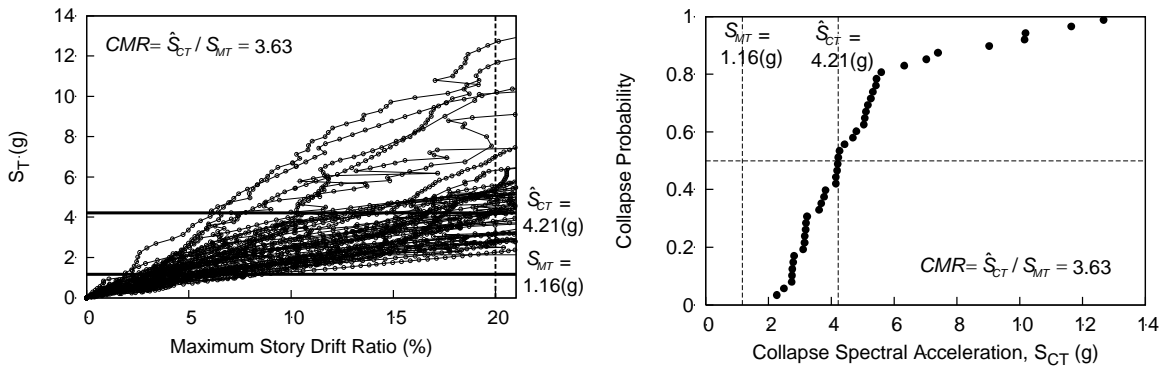 14
12
10
8
6
4
2
0
S_T (g)
CMR= Ŝ_CT / S_MT = 3.63
Ŝ_CT =
4.21(g)
S_MT =
1.16(g)
0 5 10 15 20
Maximum Story Drift Ratio (%)
1
0.8
0.6
0.4
0.2
0
Collapse Probability
S_MT =
1.16(g)
Ŝ_CT =
4.21(g)
CMR= Ŝ_CT / S_MT = 3.63
0 2 4 6 8 10 12 14
Collapse Spectral Acceleration, S_CT (g)